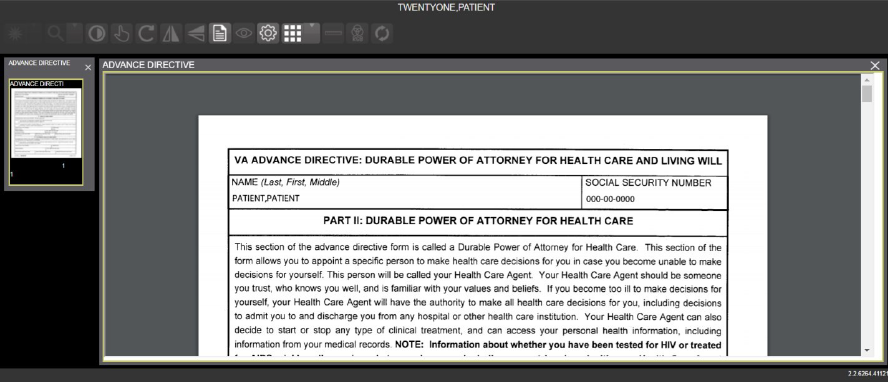 TWENTYONE,PATIENT
ADVANCE DIRECTIVE
ADVANCE DIRECTI
1
1
ADVANCE DIRECTIVE
VA ADVANCE DIRECTIVE: DURABLE POWER OF ATTORNEY FOR HEALTH CARE AND LIVING WILL
NAME (Last, First, Middle)
SOCIAL SECURITY NUMBER
PATIENT,PATIENT
000-00-0000
PART II: DURABLE POWER OF ATTORNEY FOR HEALTH CARE
This section of the advance directive form is called a Durable Power of Attorney for Health Care. This section of the
form allows you to appoint a specific person to make health care decisions for you in case you become unable to make
decisions for yourself. This person will be called your Health Care Agent. Your Health Care Agent should be someone
you trust, who knows you well, and is familiar with your values and beliefs. If you become too ill to make decisions for
yourself, your Health Care Agent will have the authority to make all health care decisions for you, including decisions
to admit you to and discharge you from any hospital or other health care institution. Your Health Care Agent can also
decide to start or stop any type of clinical treatment, and can access your personal health information, including
information from your medical records. NOTE: Information about whether you have been tested for HIV or treated
2.2.6264.41121